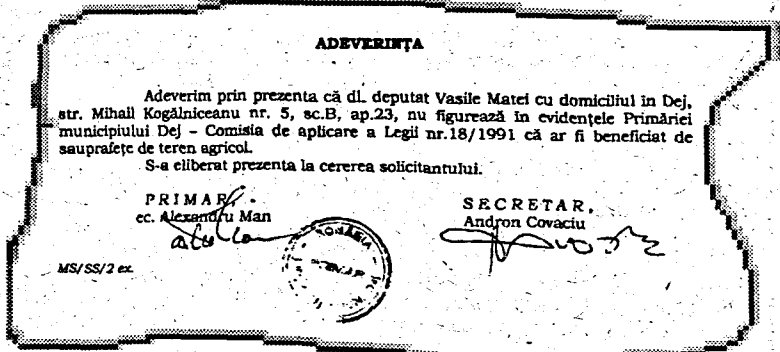 ADEVERINȚA
Adeverim prin prezenta că dl. deputat Vasile Matei cu domiciliul în Dej,
str. Mihail Kogălniceanu nr. 5, sc.B, ap.23, nu figurează în evidențele Primăriei
municipiului Dej – Comisia de aplicare a Legii nr.18/1991 că ar fi beneficiat de
sauprafețe de teren agricol.
S-a eliberat prezenta la cererea solicitantului.
PRIMAR,
ec. Alexandru Man
SECRETAR,
Andron Covaciu
ROMÂNIA
MS/SS/2 ex.